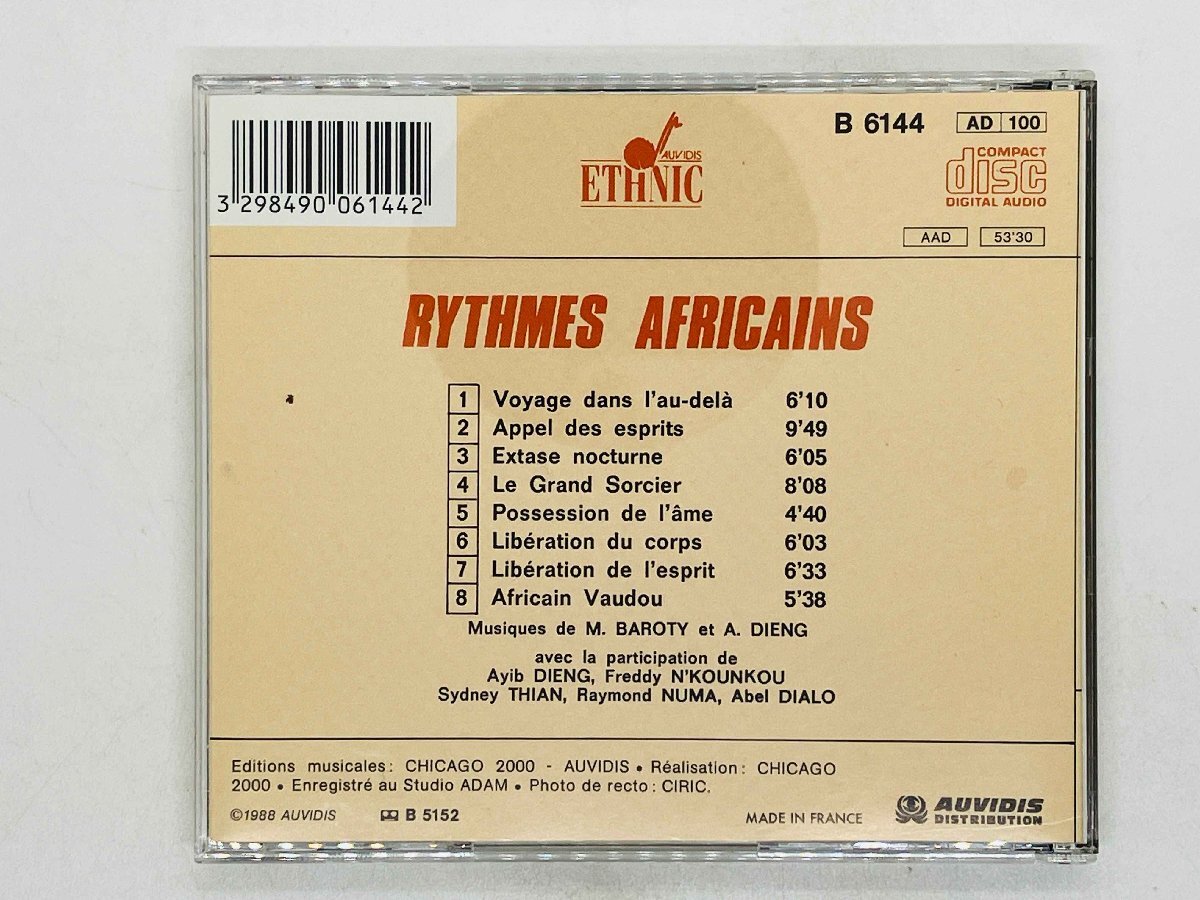 3 298490 061442
AUVIDIS
ETHNIC
B 6144
AD 100
COMPACT
disc
DIGITAL AUDIO
AAD 53'30
RYTHMES AFRICAINS
1 Voyage dans l'au-delà 6'10
2 Appel des esprits 9'49
3 Extase nocturne 6'05
4 Le Grand Sorcier 8'08
5 Possession de l'âme 4'40
6 Libération du corps 6'03
7 Libération de l'esprit 6'33
8 Africain Vaudou 5'38
Musiques de M. BAROTY et A. DIENG
avec la participation de
Ayib DIENG, Freddy N'KOUNKOU
Sydney THIAN, Raymond NUMA, Abel DIALO
Editions musicales : CHICAGO 2000 - AUVIDIS • Réalisation : CHICAGO
2000 • Enregistré au Studio ADAM • Photo de recto : CIRIC.
©1988 AUVIDIS B 5152
MADE IN FRANCE
AUVIDIS
DISTRIBUTION